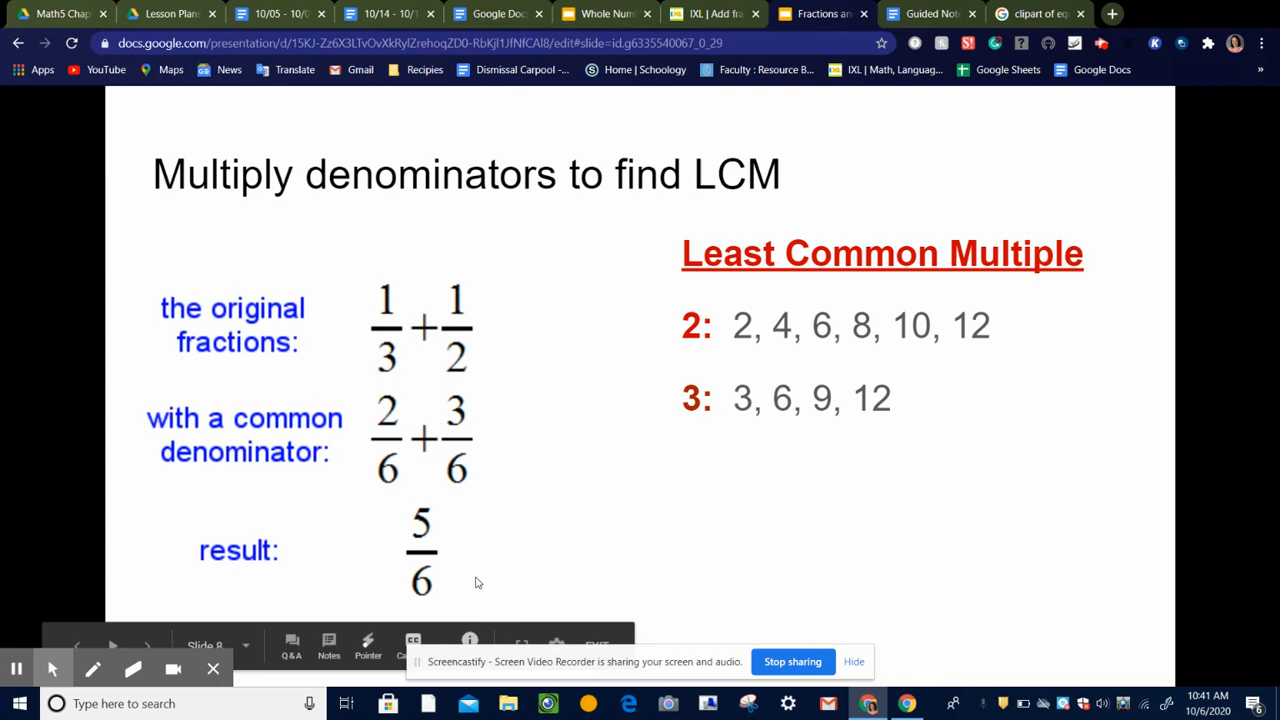 Math5 Chap
Lesson Plans
10/05 - 10/0
10/14 - 10/1
Google Docs
Whole Num
IXL | Add fra
Fractions an
Guided Note
clipart of eq
docs.google.com/presentation/d/15KJ-Zz6X3LTvOvXkRylZrehoqZD0-RbKjl1JfNfCAl8/edit#slide=id.g6335540067_0_29
Apps YouTube Maps News Translate Gmail Recipies Dismissal Carpool -... Home | Schoology Faculty : Resource B... IXL | Math, Languag... Google Sheets Google Docs »
Multiply denominators to find LCM
Least Common Multiple
2: 2, 4, 6, 8, 10, 12
3: 3, 6, 9, 12
the original
fractions:
1/3 + 1/2
with a common
denominator:
2/6 + 3/6
result:
5/6
Slide 8
Q&A Notes Pointer EXIT
Screencastify - Screen Video Recorder is sharing your screen and audio. Stop sharing Hide
Type here to search
10:41 AM
10/6/2020
6